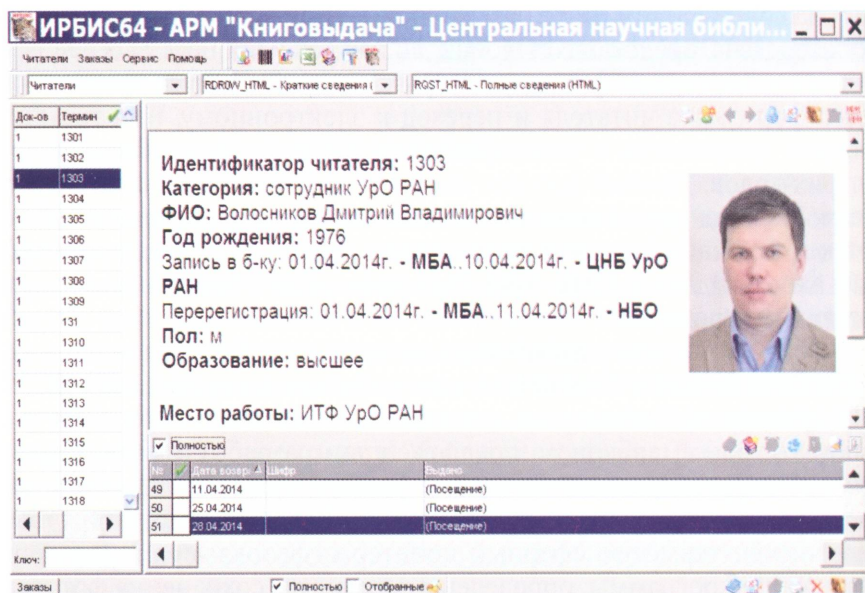 ИРБИС64 - АРМ "Книговыдача" - Центральная научная библи...
Читатели Заказы Сервис Помощь
Читатели
RDR0W_HTML - Краткие сведения (
RQST_HTML - Полные сведения (HTML)
Док-ов Термин
1 1301
1 1302
1 1303
1 1304
1 1305
1 1306
1 1307
1 1308
1 1309
1 131
1 1310
1 1311
1 1312
1 1313
1 1314
1 1315
1 1316
1 1317
1 1318
Ключ:
Идентификатор читателя: 1303
Категория: сотрудник УрО РАН
ФИО: Волосников Дмитрий Владимирович
Год рождения: 1976
Запись в б-ку: 01.04.2014г. - МБА..10.04.2014г. - ЦНБ УрО
РАН
Перерегистрация: 01.04.2014г. - МБА..11.04.2014г. - НБО
Пол: м
Образование: высшее
Место работы: ИТФ УрО РАН
Полностью
№ Дата возвр Шифр Выдано
49 11.04.2014 (Посещение)
50 25.04.2014 (Посещение)
51 28.04.2014 (Посещение)
Заказы
Полностью Отобранные